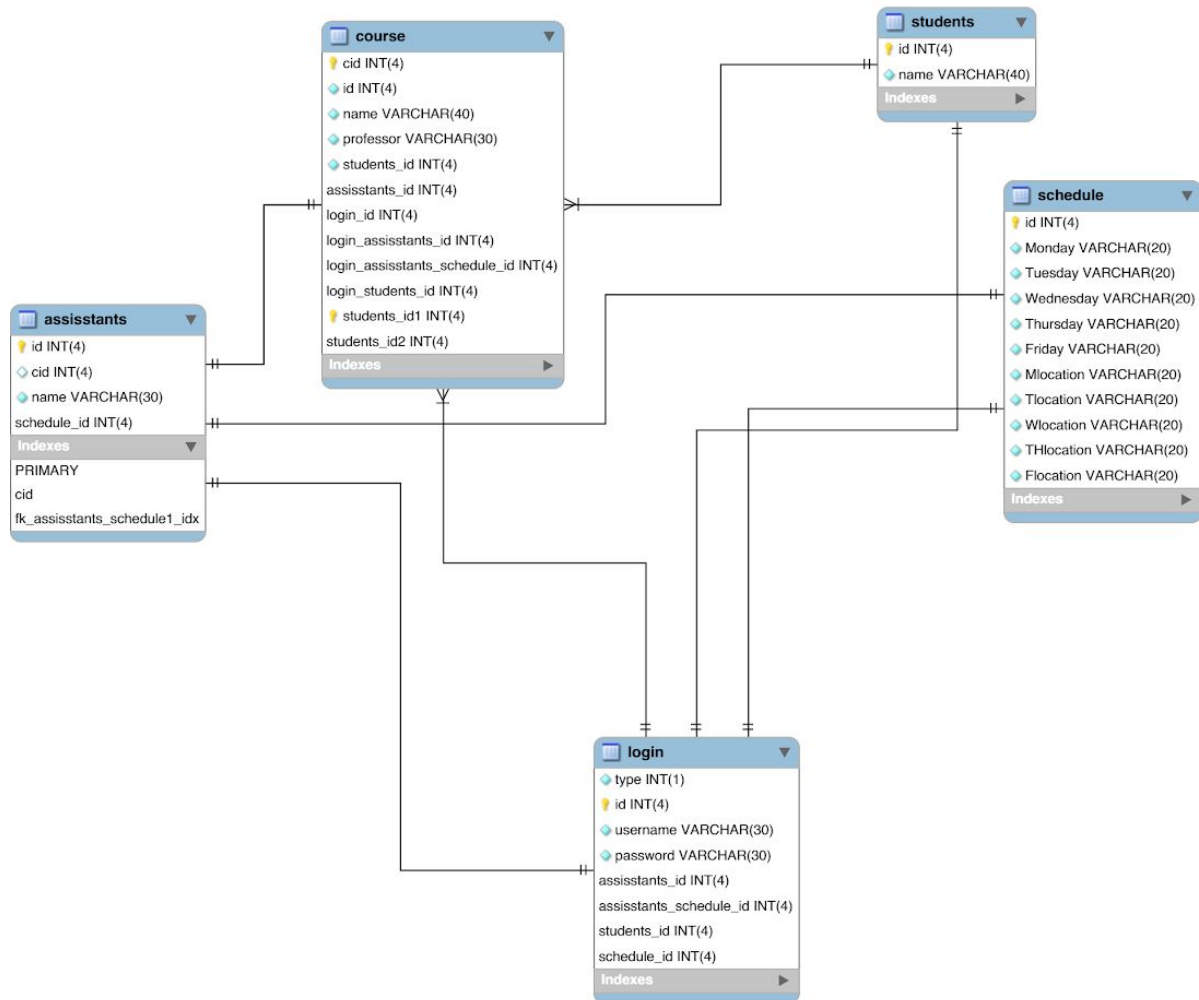 course
cid INT(4)
id INT(4)
name VARCHAR(40)
professor VARCHAR(30)
students_id INT(4)
assisstants_id INT(4)
login_id INT(4)
login_assisstants_id INT(4)
login_assisstants_schedule_id INT(4)
login_students_id INT(4)
students_id1 INT(4)
students_id2 INT(4)
Indexes
students
id INT(4)
name VARCHAR(40)
Indexes
schedule
id INT(4)
Monday VARCHAR(20)
Tuesday VARCHAR(20)
Wednesday VARCHAR(20)
Thursday VARCHAR(20)
Friday VARCHAR(20)
Mlocation VARCHAR(20)
Tlocation VARCHAR(20)
Wlocation VARCHAR(20)
THlocation VARCHAR(20)
Flocation VARCHAR(20)
Indexes
assisstants
id INT(4)
cid INT(4)
name VARCHAR(30)
schedule_id INT(4)
Indexes
PRIMARY
cid
fk_assisstants_schedule1_idx
login
type INT(1)
id INT(4)
username VARCHAR(30)
password VARCHAR(30)
assisstants_id INT(4)
assisstants_schedule_id INT(4)
students_id INT(4)
schedule_id INT(4)
Indexes